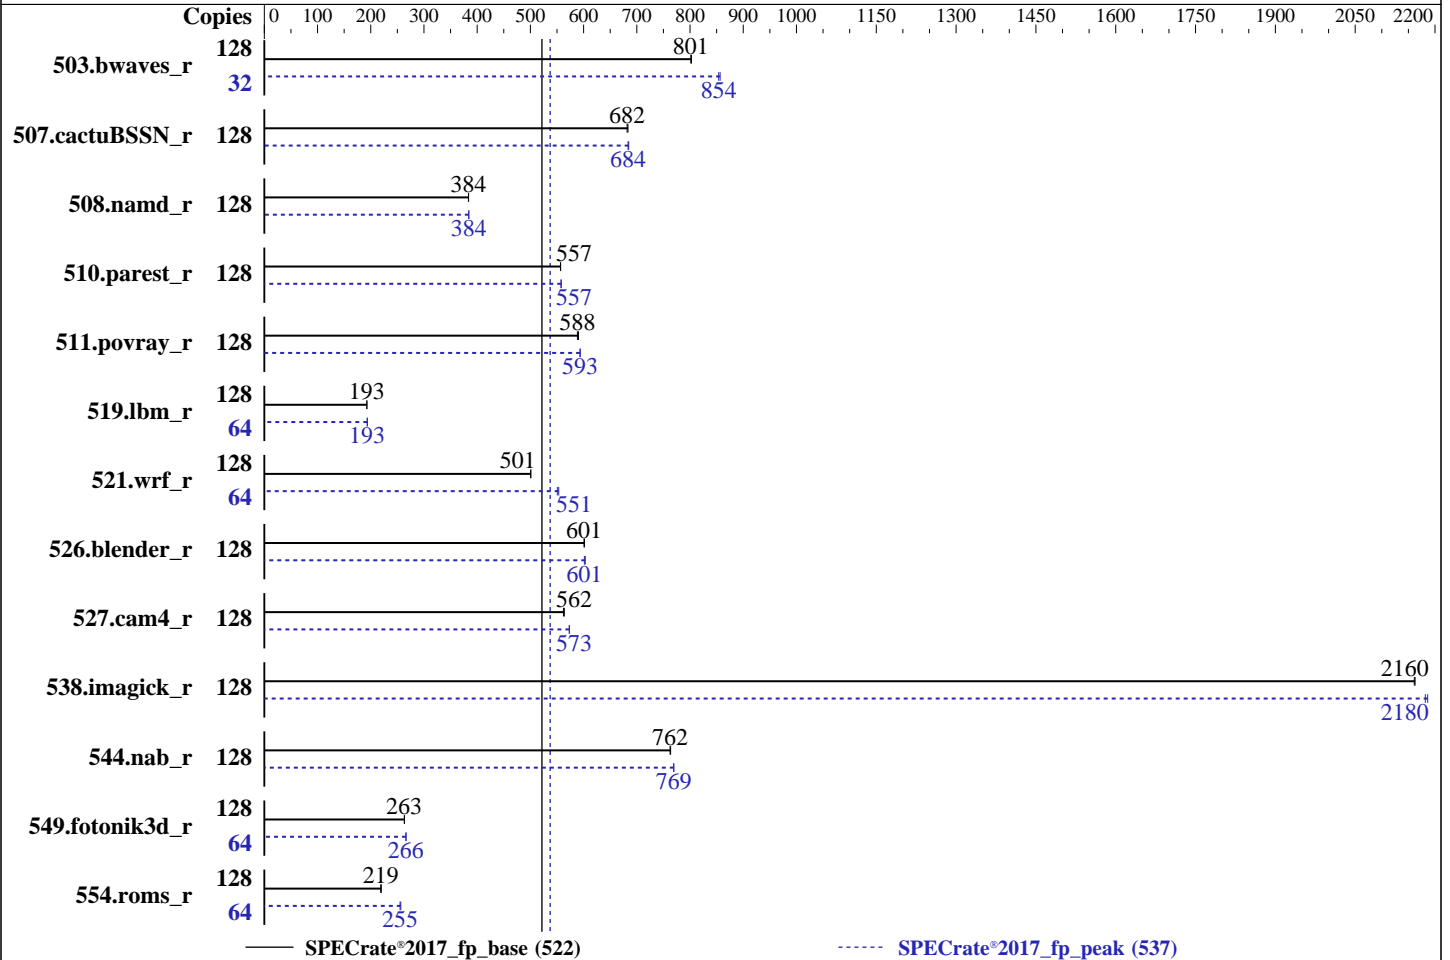 Copies 0 100 200 300 400 500 600 700 800 900 1000 1150 1300 1450 1600 1750 1900 2050 2200
503.bwaves_r 128 801
32 854
507.cactuBSSN_r 128 682
684
508.namd_r 128 384
384
510.parest_r 128 557
557
511.povray_r 128 588
593
519.lbm_r 128 193
64 193
521.wrf_r 128 501
64 551
526.blender_r 128 601
601
527.cam4_r 128 562
573
538.imagick_r 128 2160
2180
544.nab_r 128 762
769
549.fotonik3d_r 128 263
64 266
554.roms_r 128 219
64 255
SPECrate®2017_fp_base (522) SPECrate®2017_fp_peak (537)